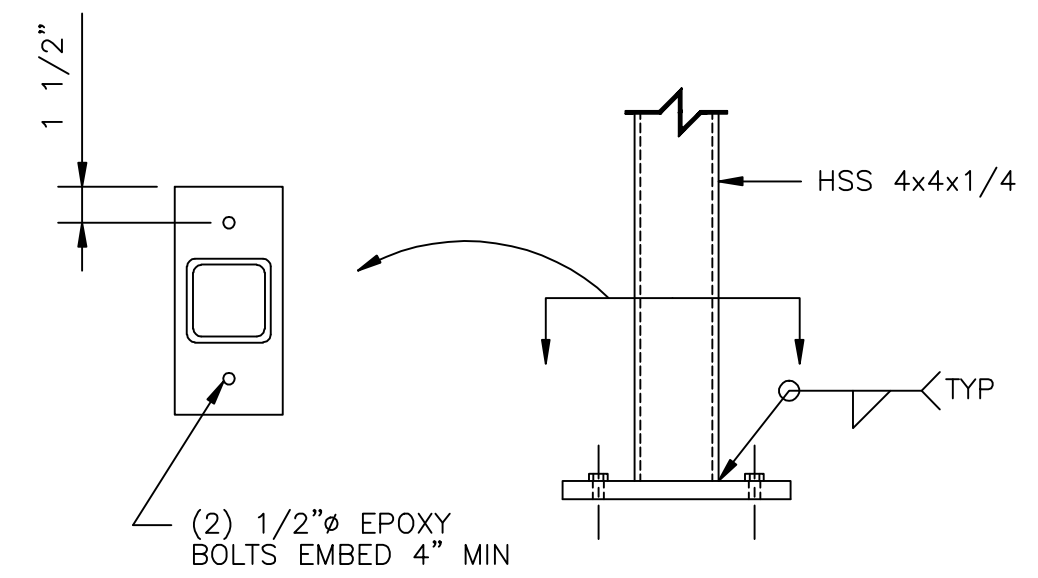 1 1/2”
HSS 4x4x1/4
TYP
(2) 1/2”ø EPOXY
BOLTS EMBED 4” MIN